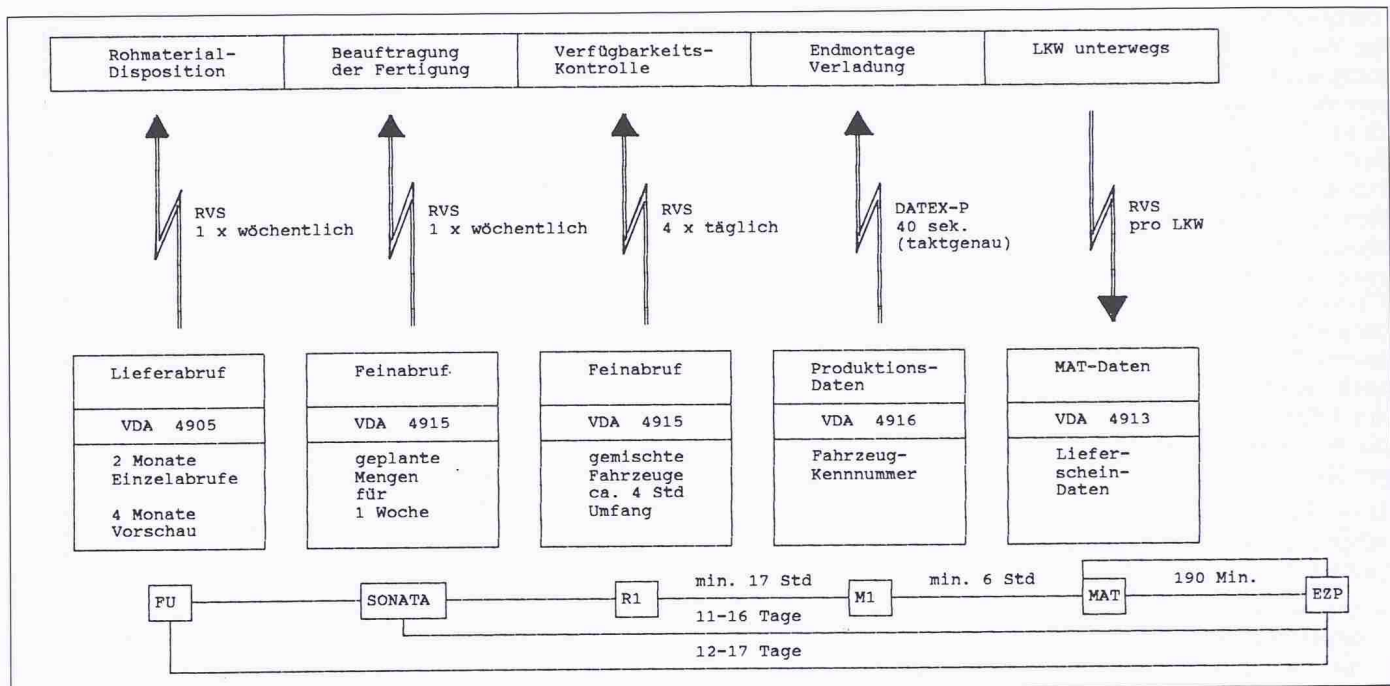 Rohmaterial-
Disposition
Beauftragung
der Fertigung
Verfügbarkeits-
Kontrolle
Endmontage
Verladung
LKW unterwegs
RVS
1 x wöchentlich
RVS
1 x wöchentlich
RVS
4 x täglich
DATEX-P
40 sek.
(taktgenau)
RVS
pro LKW
Lieferabruf
VDA 4905
2 Monate
Einzelabrufe
4 Monate
Vorschau
Feinabruf
VDA 4915
geplante
Mengen
für
1 Woche
Feinabruf
VDA 4915
gemischte
Fahrzeuge
ca. 4 Std
Umfang
Produktions-
Daten
VDA 4916
Fahrzeug-
Kennnummer
MAT-Daten
VDA 4913
Liefer-
schein-
Daten
FU SONATA R1 min. 17 Std M1 min. 6 Std MAT 190 Min. EZP
11-16 Tage
12-17 Tage